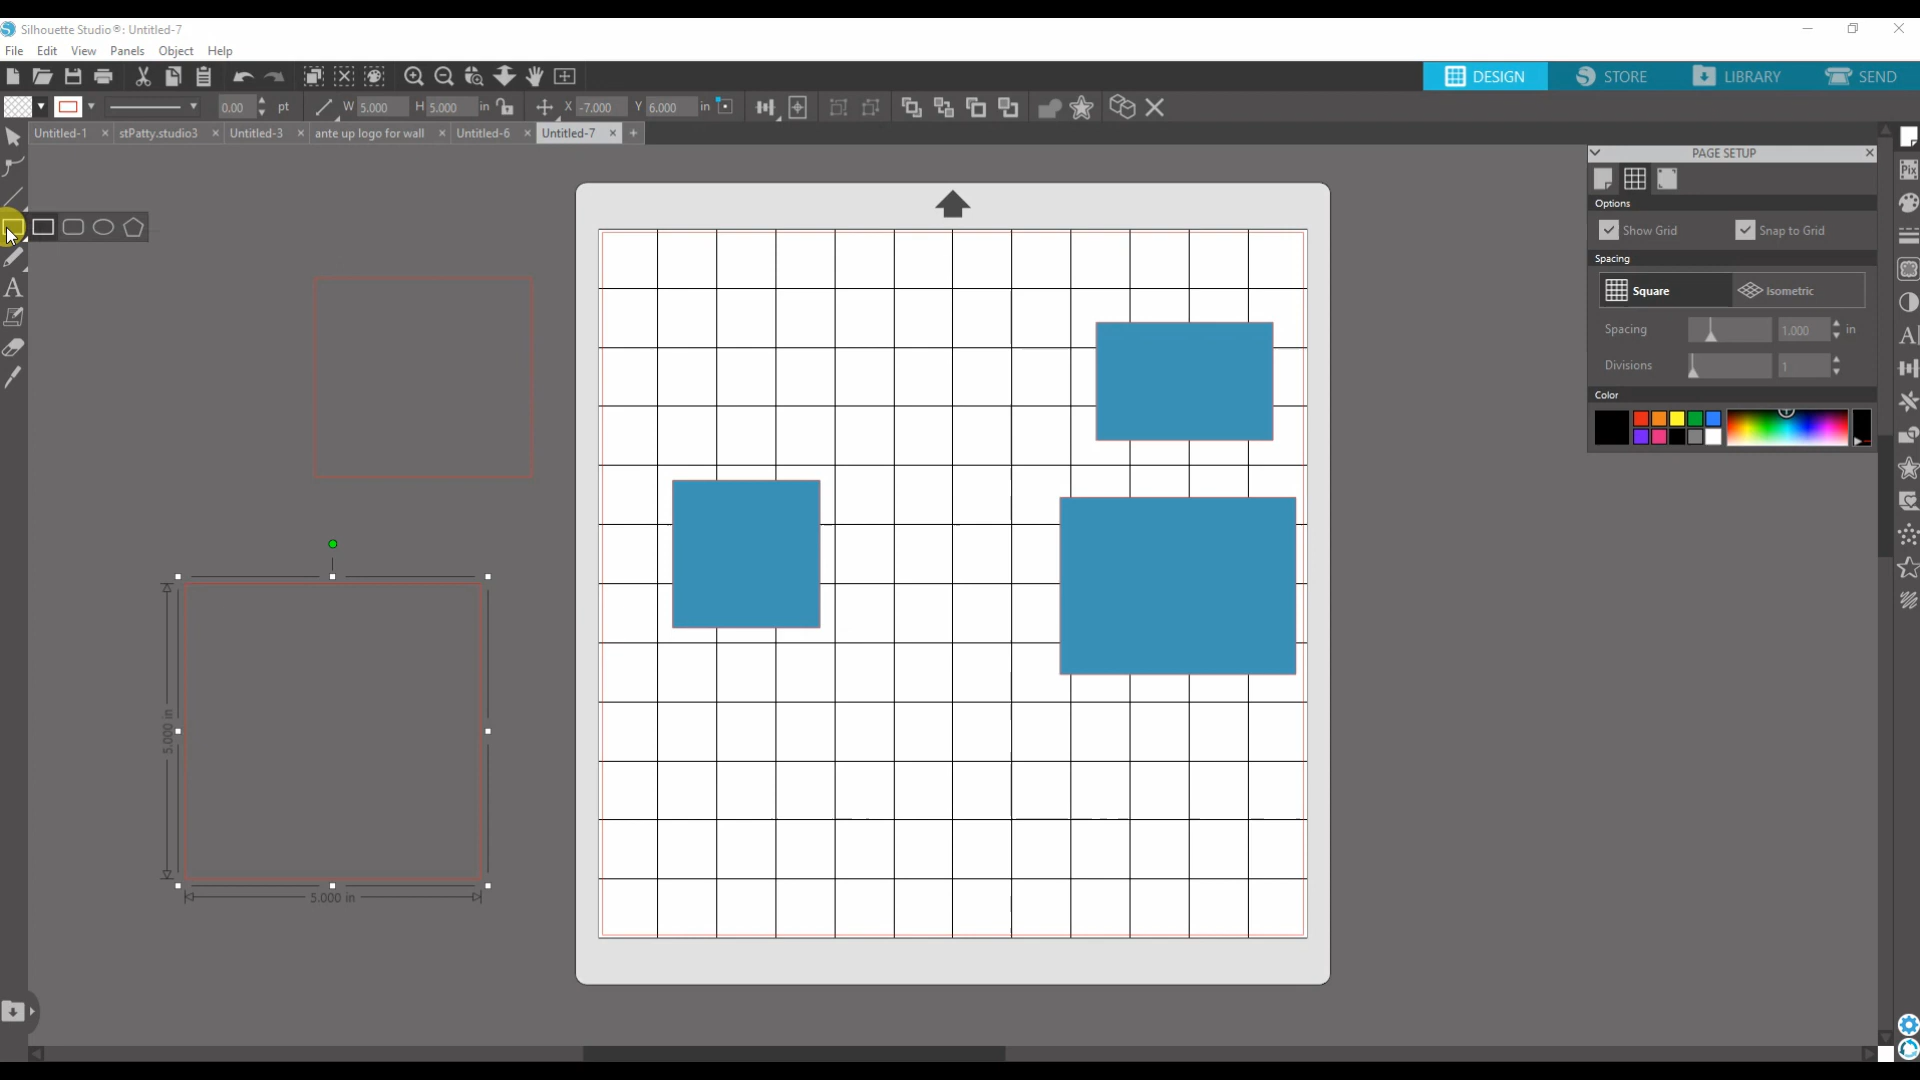 Silhouette Studio®: Untitled-7
File Edit View Panels Object Help
DESIGN STORE LIBRARY SEND
0.00 pt W 5.000 H 5.000 in X -7.000 Y 6.000 in
Untitled-1 stPatty.studio3 Untitled-3 ante up logo for wall Untitled-6 Untitled-7 +
PAGE SETUP
Pix
Options
Show Grid Snap to Grid
Spacing
Square Isometric
Spacing 1.000 in
Divisions 1
Color
A
A
5.000 in
5.000 in